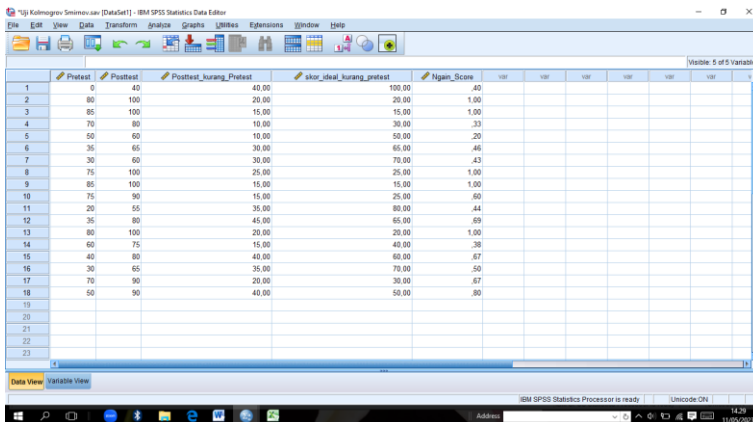 *Uji Kolmogrov Smirnov.sav [DataSet1] - IBM SPSS Statistics Data Editor
File Edit View Data Transform Analyze Graphs Utilities Extensions Window Help
Visible: 5 of 5 Variabl
Pretest Posttest Posttest_kurang_Pretest skor_ideal_kurang_pretest Ngain_Score var var var var var var v
1 0 40 40,00 100,00 ,40
2 80 100 20,00 20,00 1,00
3 85 100 15,00 15,00 1,00
4 70 80 10,00 30,00 ,33
5 50 60 10,00 50,00 ,20
6 35 65 30,00 65,00 ,46
7 30 60 30,00 70,00 ,43
8 75 100 25,00 25,00 1,00
9 85 100 15,00 15,00 1,00
10 75 90 15,00 25,00 ,60
11 20 55 35,00 80,00 ,44
12 35 80 45,00 65,00 ,69
13 80 100 20,00 20,00 1,00
14 60 75 15,00 40,00 ,38
15 40 80 40,00 60,00 ,67
16 30 65 35,00 70,00 ,50
17 70 90 20,00 30,00 ,67
18 50 90 40,00 50,00 ,80
19
20
21
22
23
Data View Variable View
IBM SPSS Statistics Processor is ready Unicode:ON
Address 14.29